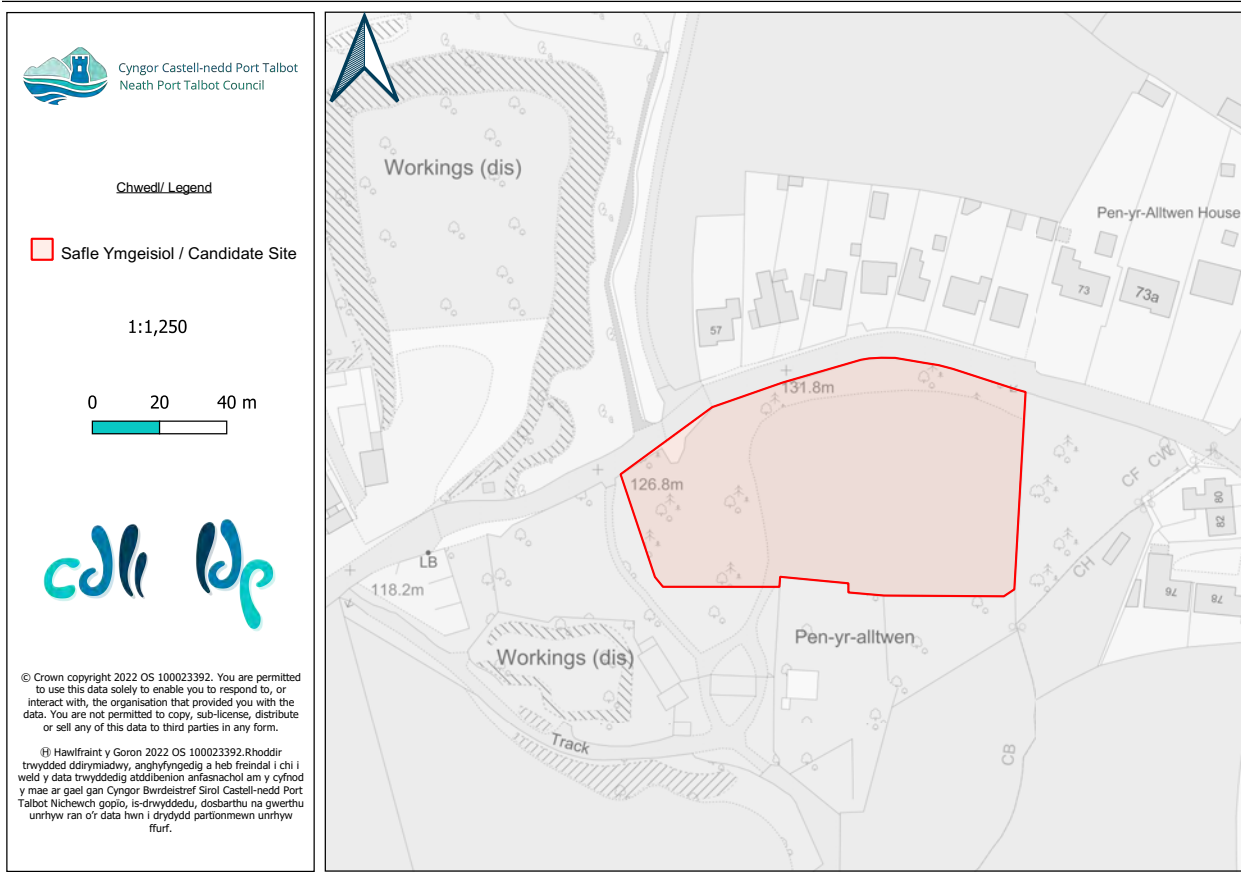 Cyngor Castell-nedd Port Talbot
Neath Port Talbot Council
Chwedl/ Legend
Safle Ymgeisiol / Candidate Site
1:1,250
0 20 40 m
cdll ldp
© Crown copyright 2022 OS 100023392. You are permitted
to use this data solely to enable you to respond to, or
interact with, the organisation that provided you with the
data. You are not permitted to copy, sub-license, distribute
or sell any of this data to third parties in any form.
Ⓗ Hawlfraint y Goron 2022 OS 100023392.Rhoddir
trwydded ddirymiadwy, anghyfyngedig a heb freindal i chi i
weld y data trwyddedig atddibenion anfasnachol am y cyfnod
y mae ar gael gan Cyngor Bwrdeistref Sirol Castell-nedd Port
Talbot Nichewch gopïo, is-drwyddedu, dosbarthu na gwerthu
unrhyw ran o'r data hwn i drydydd partïonmewn unrhyw
ffurf.
Workings (dis)
Pen-yr-Alltwen House
73
73a
57
131.8m
126.8m
CF
CW
80
82
LB
CH
118.2m
76
78
Pen-yr-alltwen
Workings (dis)
Track
CB